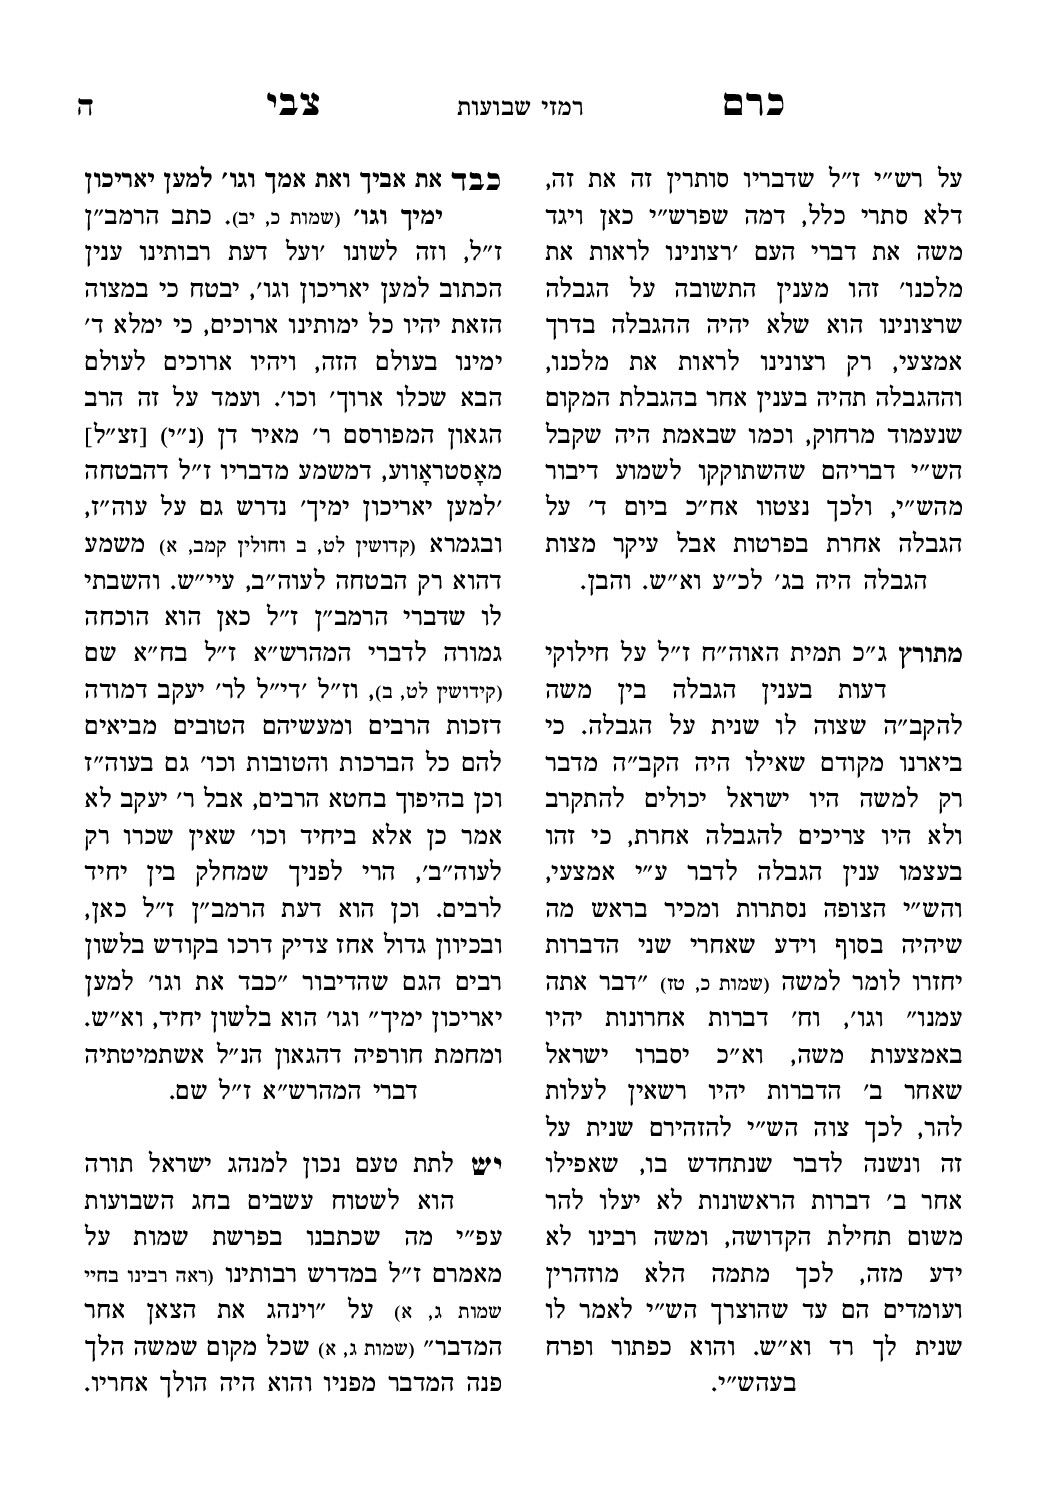 כרם רמזי שבועות צבי ה
על רש״י ז״ל שדבריו סותרין זה את זה,
דלא סתרי כלל, דמה שפרש״י כאן ויגד
משה את דברי העם ׳רצונינו לראות את
מלכנו׳ זהו מענין התשובה על הגבלה
שרצונינו הוא שלא יהיה ההגבלה בדרך
אמצעי, רק רצונינו לראות את מלכנו,
וההגבלה תהיה בענין אחר בהגבלת המקום
שנעמוד מרחוק, וכמו שבאמת היה שקבל
הש״י דבריהם שהשתוקקו לשמוע דיבור
מהש״י, ולכך נצטוו אח״כ ביום ד׳ על
הגבלה אחרת בפרטות אבל עיקר מצות
הגבלה היה בג׳ לכ״ע וא״ש. והבן.
מתורץ ג״כ תמית האוה״ח ז״ל על חילוקי
דעות בענין הגבלה בין משה
להקב״ה שצוה לו שנית על הגבלה. כי
ביארנו מקודם שאילו היה הקב״ה מדבר
רק למשה היו ישראל יכולים להתקרב
ולא היו צריכים להגבלה אחרת, כי זהו
בעצמו ענין הגבלה לדבר ע״י אמצעי,
והש״י הצופה נסתרות ומכיר בראש מה
שיהיה בסוף וידע שאחרי שני הדברות
יחזרו לומר למשה (שמות כ, טז) ״דבר אתה
עמנו״ וגו׳, וח׳ דברות אחרונות יהיו
באמצעות משה, וא״כ יסברו ישראל
שאחר ב׳ הדברות יהיו רשאין לעלות
להר, לכך צוה הש״י להזהירם שנית על
זה ונשנה לדבר שנתחדש בו, שאפילו
אחר ב׳ דברות הראשונות לא יעלו להר
משום תחילת הקדושה, ומשה רבינו לא
ידע מזה, לכך מתמה הלא מוזהרין
ועומדים הם עד שהוצרך הש״י לאמר לו
שנית לך רד וא״ש. והוא כפתור ופרח
בעהש״י.
כבד את אביך ואת אמך וגו׳ למען יאריכון
ימיך וגו׳ (שמות כ, יב). כתב הרמב״ן
ז״ל, וזה לשונו ׳ועל דעת רבותינו ענין
הכתוב למען יאריכון וגו׳, יבטח כי במצוה
הזאת יהיו כל ימותינו ארוכים, כי ימלא ד׳
ימינו בעולם הזה, ויהיו ארוכים לעולם
הבא שכלו ארוך׳ וכו׳. ועמד על זה הרב
הגאון המפורסם ר׳ מאיר דן (נ״י) [זצ״ל]
מאָסטראָווע, דמשמע מדבריו ז״ל דהבטחה
׳למען יאריכון ימיך׳ נדרש גם על עוה״ז,
ובגמרא (קדושין לט, ב וחולין קמב, א) משמע
דהוא רק הבטחה לעוה״ב, עיי״ש. והשבתי
לו שדברי הרמב״ן ז״ל כאן הוא הוכחה
גמורה לדברי המהרש״א ז״ל בח״א שם
(קידושין לט, ב), וז״ל ׳די״ל לר׳ יעקב דמודה
דזכות הרבים ומעשיהם הטובים מביאים
להם כל הברכות והטובות וכו׳ גם בעוה״ז
וכן בהיפוך בחטא הרבים, אבל ר׳ יעקב לא
אמר כן אלא ביחיד וכו׳ שאין שכרו רק
לעוה״ב׳, הרי לפניך שמחלק בין יחיד
לרבים. וכן הוא דעת הרמב״ן ז״ל כאן,
ובכיוון גדול אחז צדיק דרכו בקודש בלשון
רבים הגם שהדיבור ״כבד את וגו׳ למען
יאריכון ימיך״ וגו׳ הוא בלשון יחיד, וא״ש.
ומחמת חורפיה דהגאון הנ״ל אשתמיטתיה
דברי המהרש״א ז״ל שם.
יש לתת טעם נכון למנהג ישראל תורה
הוא לשטוח עשבים בחג השבועות
עפ״י מה שכתבנו בפרשת שמות על
מאמרם ז״ל במדרש רבותינו (ראה רבינו בחיי
שמות ג, א) על ״וינהג את הצאן אחר
המדבר״ (שמות ג, א) שכל מקום שמשה הלך
פנה המדבר מפניו והוא היה הולך אחריו.